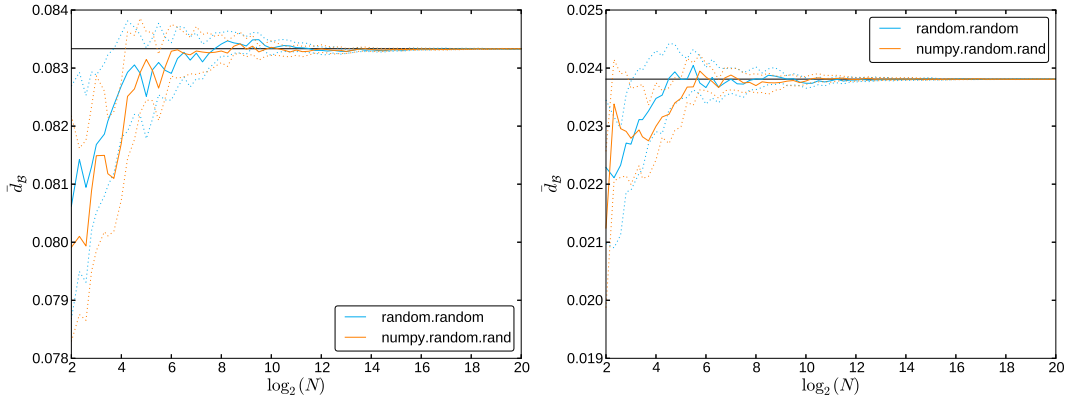 0.084
0.083
0.082
0.081
0.080
0.079
0.078
d̄_ℬ
2 4 6 8 10 12 14 16 18 20
log₂(N)
random.random
numpy.random.rand
0.025
0.024
0.023
0.022
0.021
0.020
0.019
d̄_ℬ
2 4 6 8 10 12 14 16 18 20
log₂(N)
random.random
numpy.random.rand